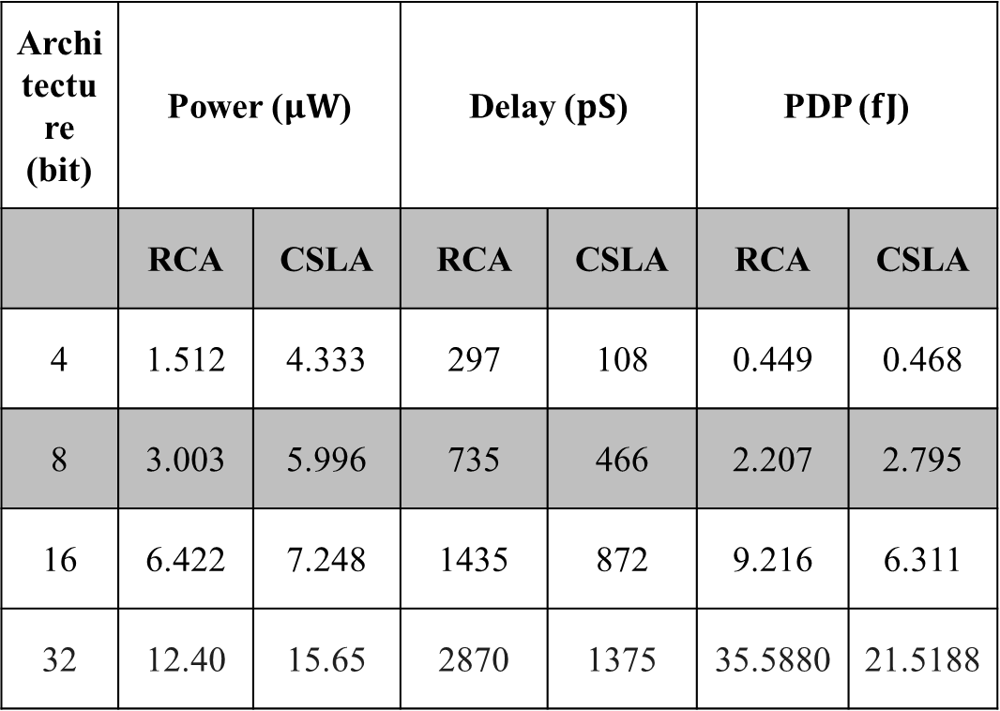 Archi
tectu
re
(bit)
Power (μW)
Delay (pS)
PDP (fJ)
RCA CSLA RCA CSLA RCA CSLA
4 1.512 4.333 297 108 0.449 0.468
8 3.003 5.996 735 466 2.207 2.795
16 6.422 7.248 1435 872 9.216 6.311
32 12.40 15.65 2870 1375 35.5880 21.5188